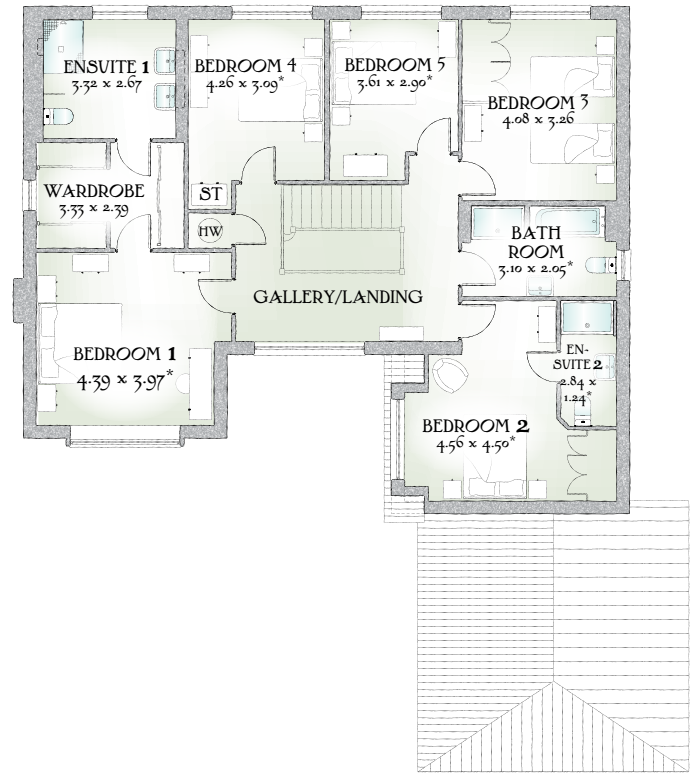 ENSUITE 1
3.32 x 2.67
BEDROOM 4
4.26 x 3.09*
BEDROOM 5
3.61 x 2.90*
BEDROOM 3
4.08 x 3.26
WARDROBE
3.33 x 2.39
ST
HW
BATH
ROOM
3.10 x 2.05*
GALLERY/LANDING
BEDROOM 1
4.39 x 3.97*
EN-
SUITE 2
2.84 x
1.24*
BEDROOM 2
4.56 x 4.50*